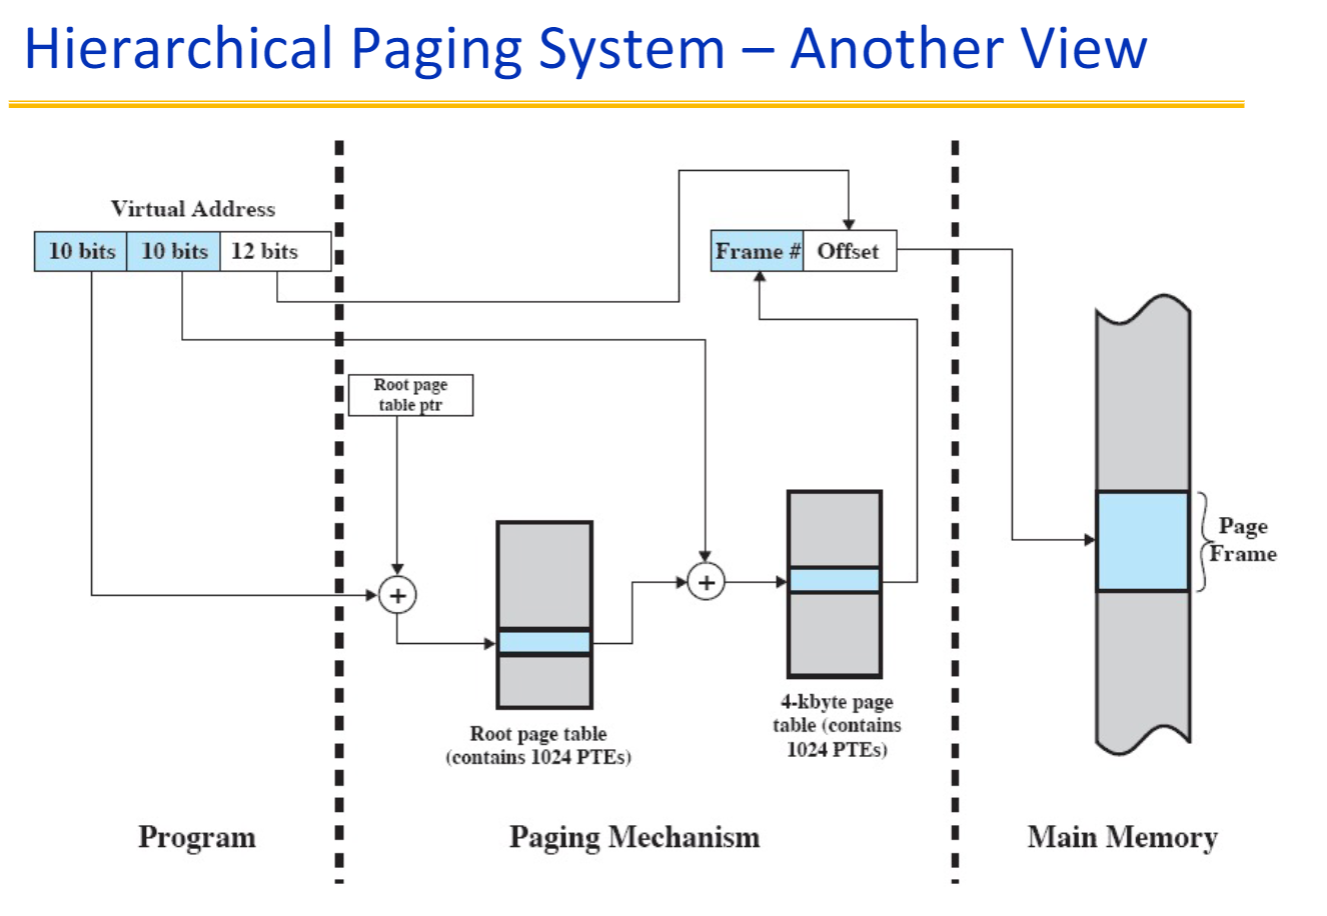 Hierarchical Paging System – Another View
Virtual Address
10 bits
10 bits
12 bits
Frame #
Offset
Root page
table ptr
+
+
Page
Frame
Root page table
(contains 1024 PTEs)
4-kbyte page
table (contains
1024 PTEs)
Program
Paging Mechanism
Main Memory